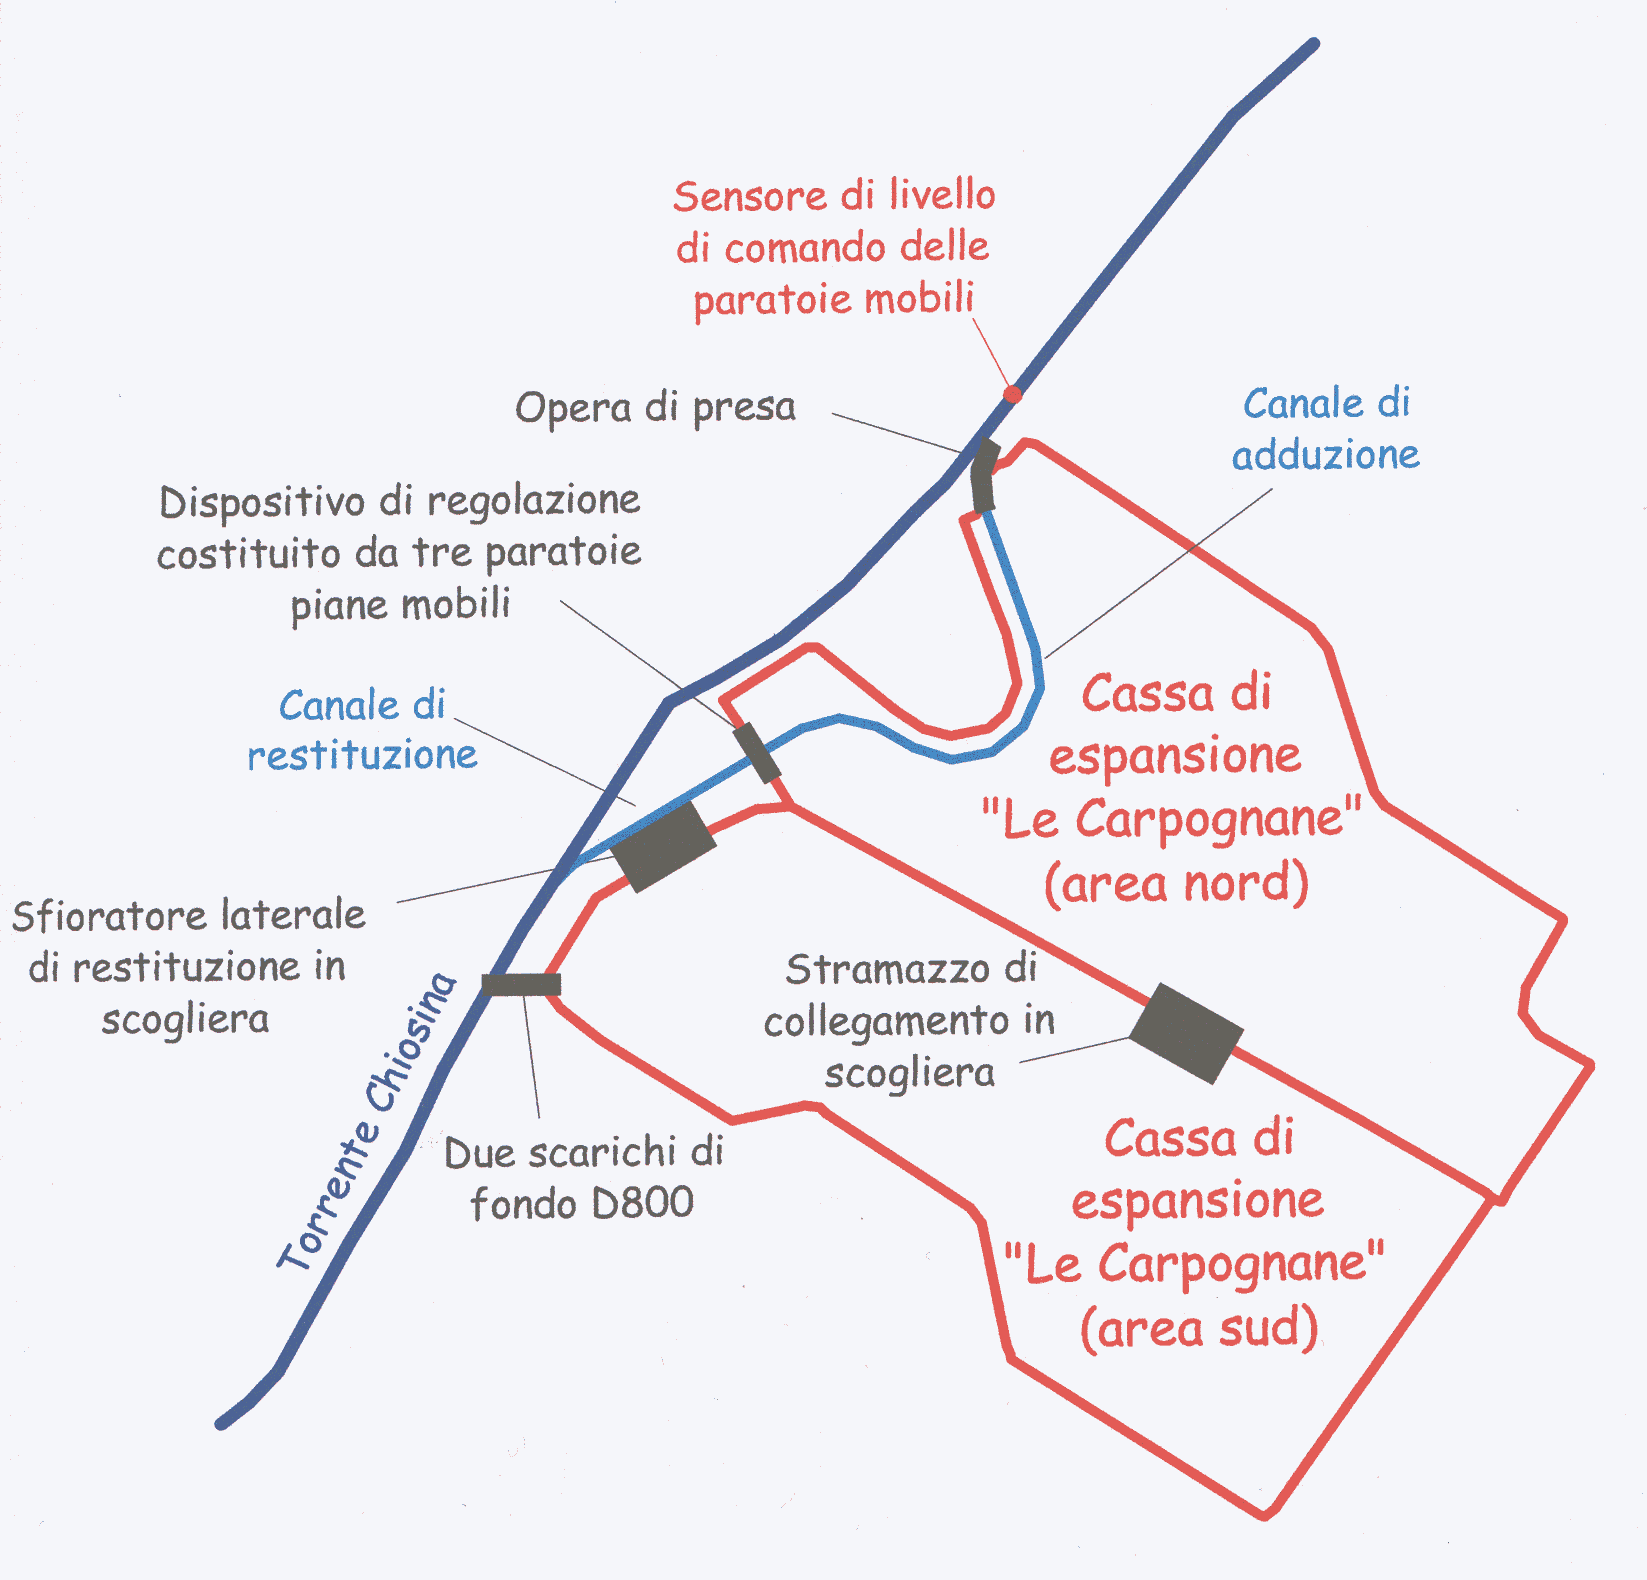 Sensore di livello
di comando delle
paratoie mobili
Opera di presa
Canale di
adduzione
Dispositivo di regolazione
costituito da tre paratoie
piane mobili
Canale di
restituzione
Cassa di
espansione
"Le Carpognane"
(area nord)
Sfioratore laterale
di restituzione in
scogliera
Stramazzo di
collegamento in
scogliera
Torrente Chiosina
Due scarichi di
fondo D800
Cassa di
espansione
"Le Carpognane"
(area sud)